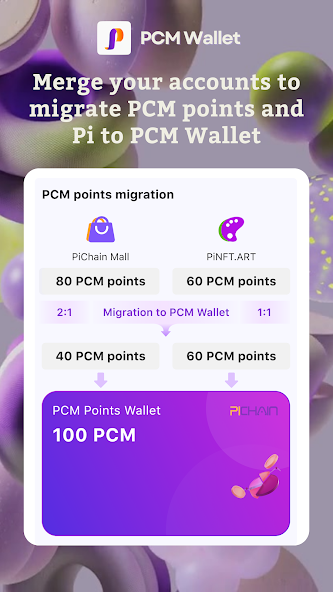 PCM Wallet
Merge your accounts to
migrate PCM points and
Pi to PCM Wallet
PCM points migration
PiChain Mall
PiNFT.ART
80 PCM points
60 PCM points
2:1
Migration to PCM Wallet
1:1
40 PCM points
60 PCM points
PCM Points Wallet
PICHAIN
100 PCM